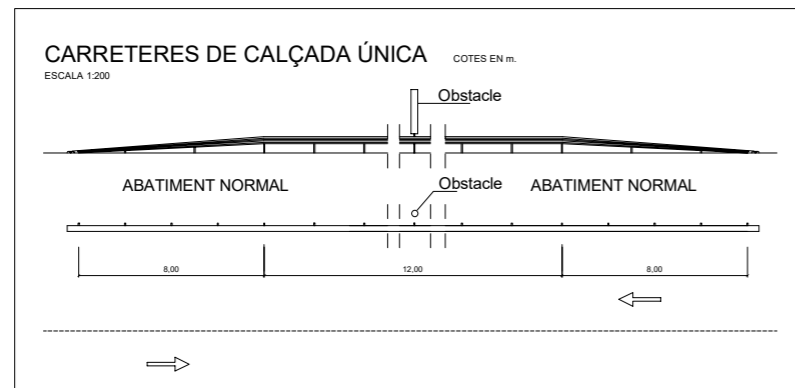 CARRETERES DE CALÇADA ÚNICA COTES EN m.
ESCALA 1:200
Obstacle
ABATIMENT NORMAL Obstacle ABATIMENT NORMAL
8,00 12,00 8,00